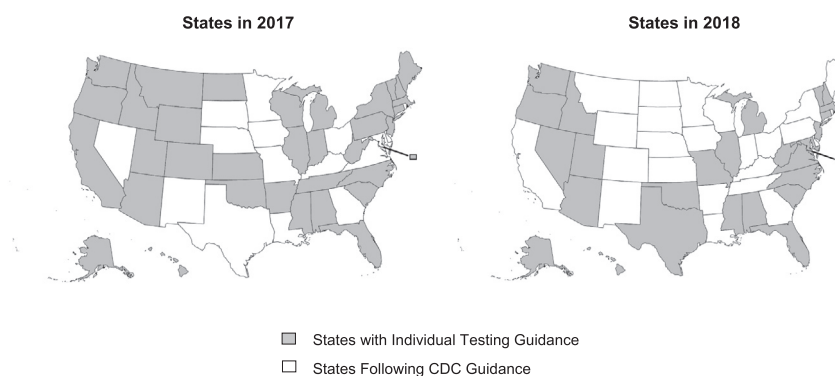 States in 2017
States in 2018
States with Individual Testing Guidance
States Following CDC Guidance